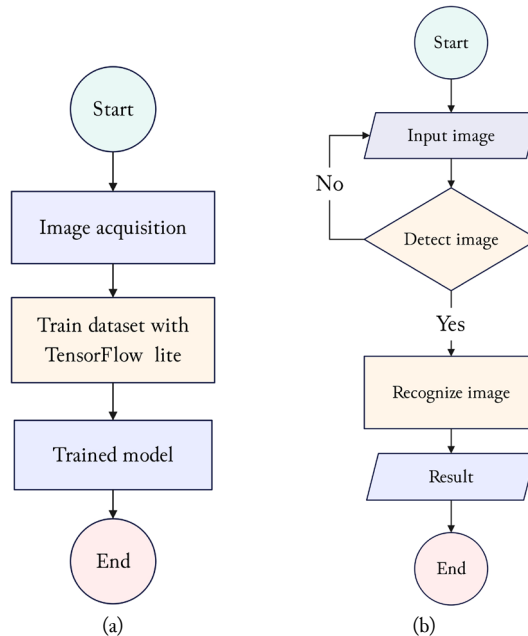 Start
Image acquisition
Train dataset with
TensorFlow lite
Trained model
End
(a)
Start
Input image
No
Detect image
Yes
Recognize image
Result
End
(b)